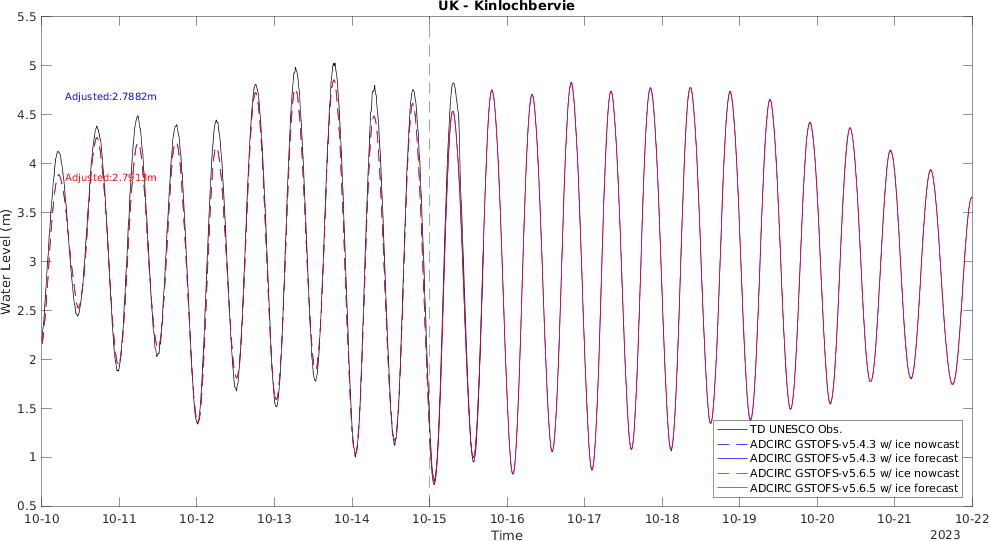 UK - Kinlochbervie
5.5
5
4.5
4
3.5
3
2.5
2
1.5
1
0.5
Water Level (m)
Adjusted:2.7882m
Adjusted:2.7913m
TD UNESCO Obs.
ADCIRC GSTOFS-v5.4.3 w/ ice nowcast
ADCIRC GSTOFS-v5.4.3 w/ ice forecast
ADCIRC GSTOFS-v5.6.5 w/ ice nowcast
ADCIRC GSTOFS-v5.6.5 w/ ice forecast
10-10 10-11 10-12 10-13 10-14 10-15 10-16 10-17 10-18 10-19 10-20 10-21 10-22
Time
2023